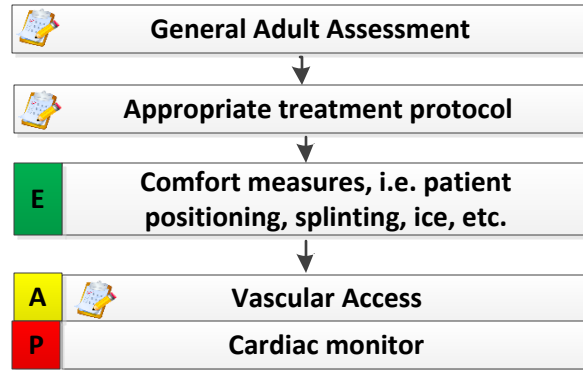 General Adult Assessment
Appropriate treatment protocol
E
Comfort measures, i.e. patient
positioning, splinting, ice, etc.
A
Vascular Access
P
Cardiac monitor